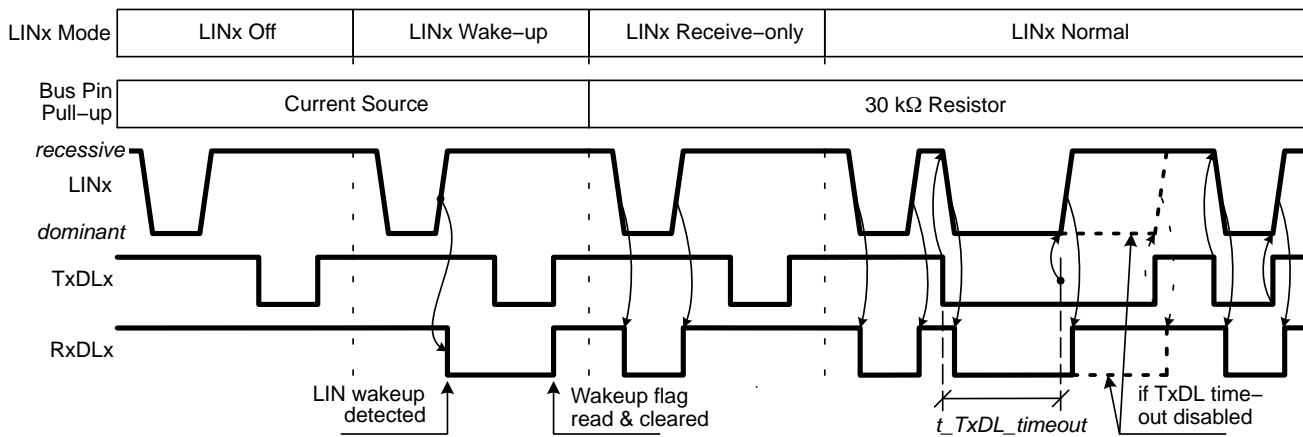 LINx Mode LINx Off LINx Wake−up LINx Receive−only LINx Normal
Bus Pin
Pull−up
Current Source 30 kΩ Resistor
recessive
LINx
dominant
TxDLx
RxDLx
LIN wakeup
detected
Wakeup flag
read & cleared
t_TxDL_timeout
if TxDL time−
out disabled